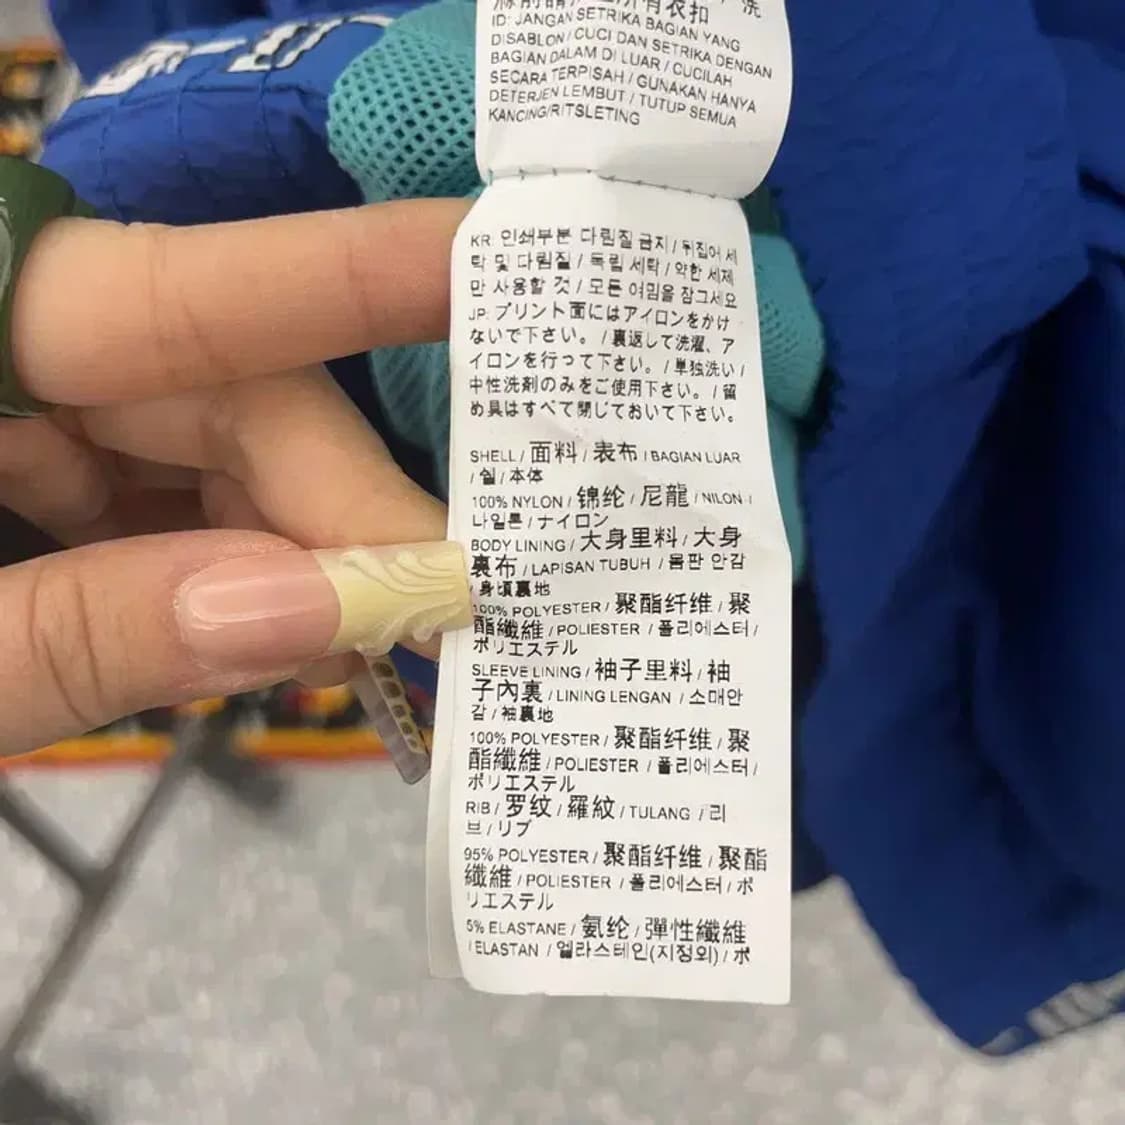 所有衣扣
洗
ID: JANGAN SETRIKA BAGIAN YANG
DISABLON / CUCI DAN SETRIKA DENGAN
BAGIAN DALAM DI LUAR / CUCILAH
SECARA TERPISAH / GUNAKAN HANYA
DETERJEN LEMBUT / TUTUP SEMUA
KANCING/RITSLETING
KR: 인쇄부분 다림질 금지 / 뒤집어 세
탁 및 다림질 / 독립 세탁 / 약한 세제
만 사용할 것 / 모든 여밈을 잠그세요
JP: プリント面にはアイロンをかけ
ないで下さい。 / 裏返して洗濯、ア
イロンを行って下さい。 / 単独洗い /
中性洗剤のみをご使用下さい。 / 留
め具はすべて閉じておいて下さい。
SHELL / 面料 / 表布 / BAGIAN LUAR
/ 쉘 / 本体
100% NYLON / 锦纶 / 尼龍 / NILON /
나일론 / ナイロン
BODY LINING / 大身里料 / 大身
裏布 / LAPISAN TUBUH / 몸판 안감
/ 身頃裏地
100% POLYESTER / 聚酯纤维 / 聚
酯纖維 / POLIESTER / 폴리에스터 /
ポリエステル
SLEEVE LINING / 袖子里料 / 袖
子內裏 / LINING LENGAN / 소매안
감 / 袖裏地
100% POLYESTER / 聚酯纤维 / 聚
酯纖維 / POLIESTER / 폴리에스터 /
ポリエステル
RIB / 罗纹 / 羅紋 / TULANG / 리
브 / リブ
95% POLYESTER / 聚酯纤维 / 聚酯
纖維 / POLIESTER / 폴리에스터 / ポ
リエステル
5% ELASTANE / 氨纶 / 彈性纖維
/ ELASTAN / 엘라스테인(지정외) / ポ